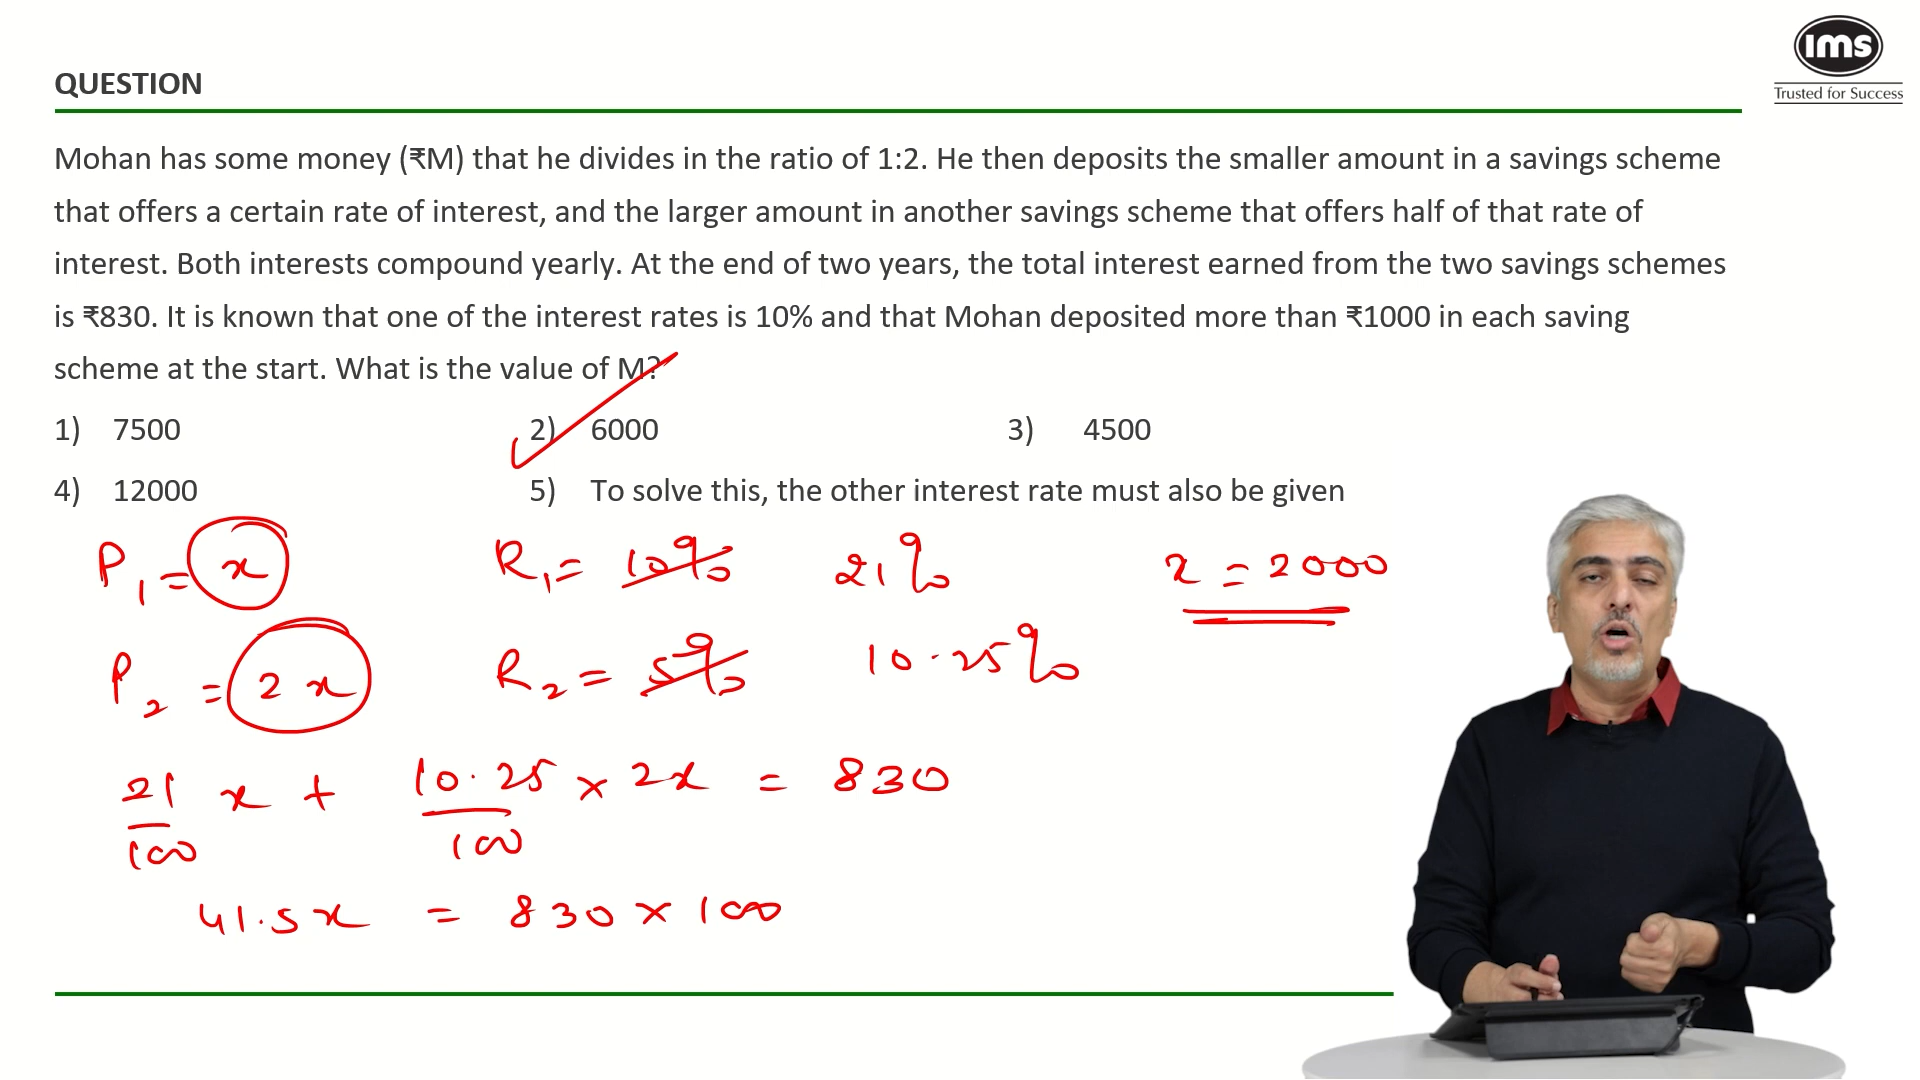 ims
Trusted for Success
QUESTION
Mohan has some money (₹M) that he divides in the ratio of 1:2. He then deposits the smaller amount in a savings scheme
that offers a certain rate of interest, and the larger amount in another savings scheme that offers half of that rate of
interest. Both interests compound yearly. At the end of two years, the total interest earned from the two savings schemes
is ₹830. It is known that one of the interest rates is 10% and that Mohan deposited more than ₹1000 in each saving
scheme at the start. What is the value of M?
1) 7500 2) 6000 3) 4500
4) 12000 5) To solve this, the other interest rate must also be given
P₁ = x R₁ = 10% 21% x = 2000
P₂ = 2x R₂ = 5% 10.25%
21/100 x + 10.25/100 × 2x = 830
41.5x = 830 × 100